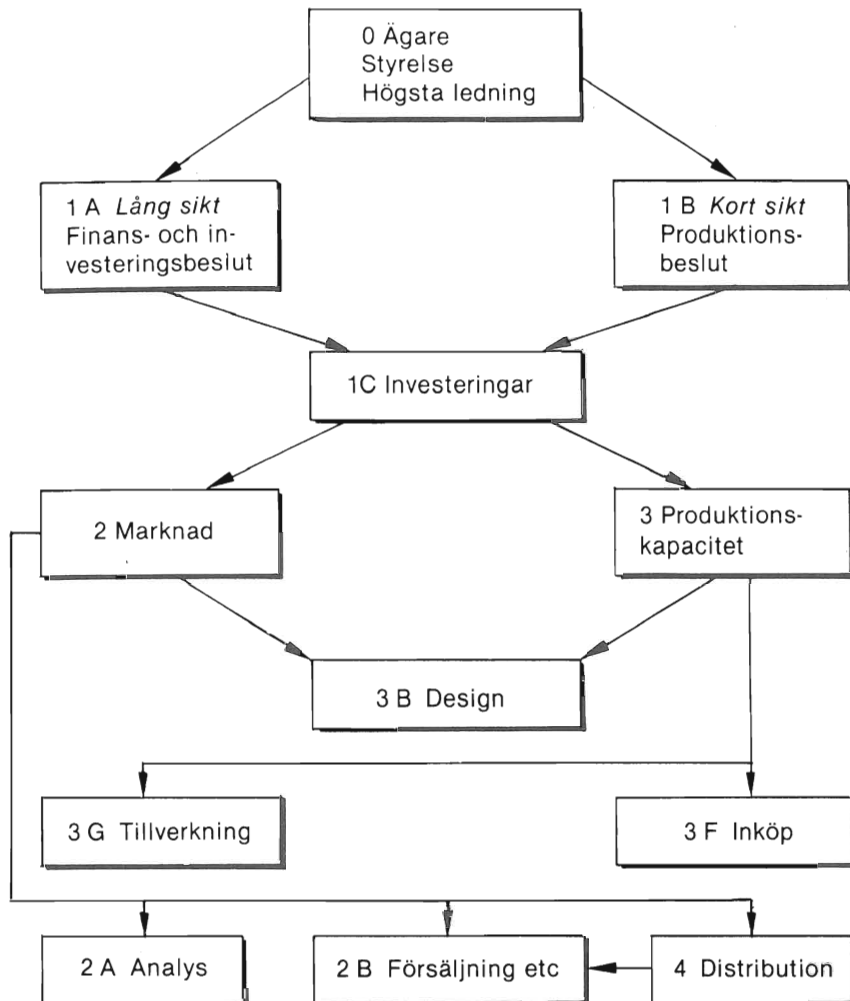 0 Ägare
Styrelse
Högsta ledning
1 A Lång sikt
Finans- och in-
vesteringsbeslut
1 B Kort sikt
Produktions-
beslut
1C Investeringar
2 Marknad
3 Produktions-
kapacitet
3 B Design
3 G Tillverkning
3 F Inköp
2 A Analys
2 B Försäljning etc
4 Distribution